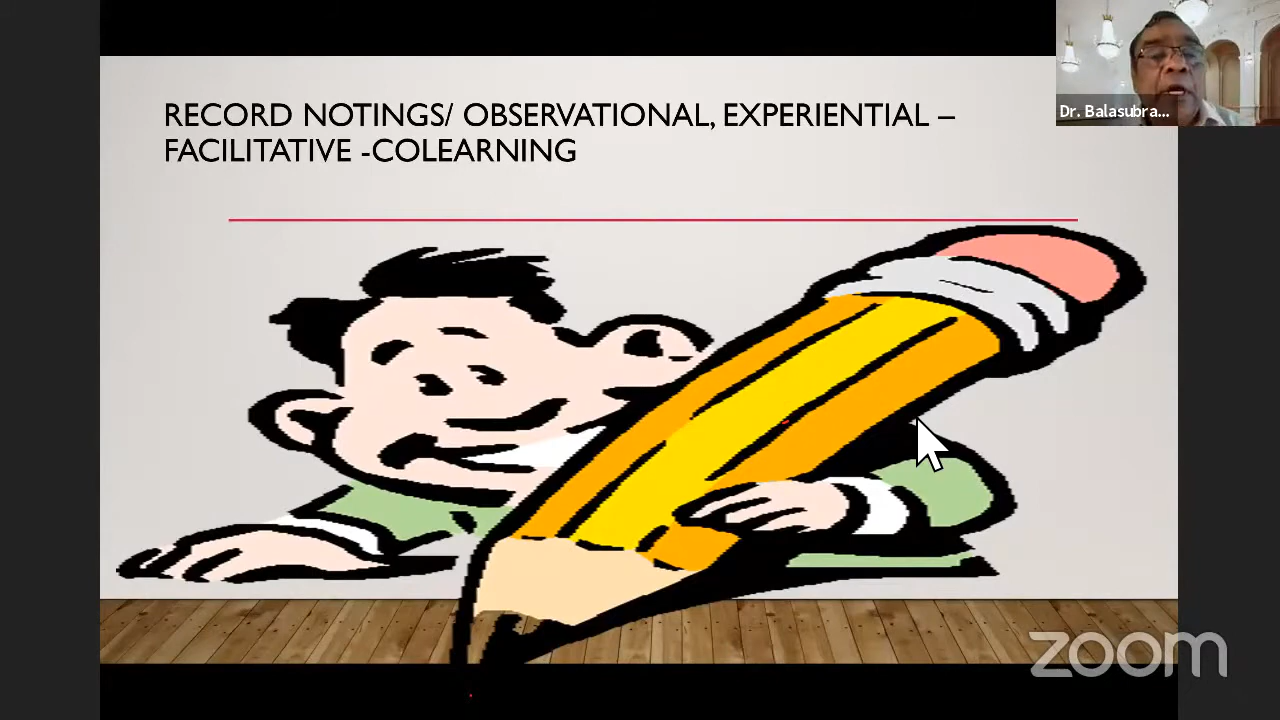 RECORD NOTINGS/ OBSERVATIONAL, EXPERIENTIAL –
FACILITATIVE -COLEARNING
Dr. Balasubra...
zoom